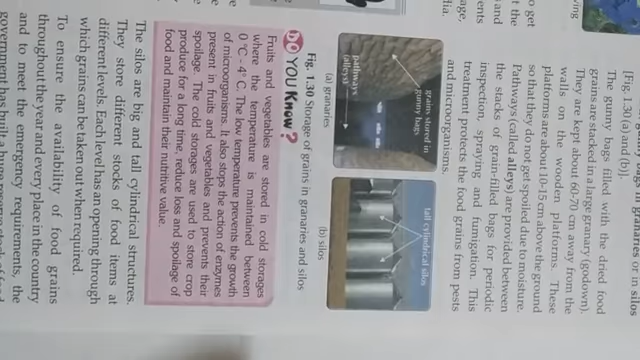 in granaries or in silos
[Fig. 1.30 (a) and (b)].
The gunny bags filled with the dried food
grains are stacked in a large granary (godown).
They are kept about 60-70 cm away from the
walls on the wooden platforms. These
platforms are about 10-15 cm above the ground
so that they do not get spoiled due to moisture.
Pathways (called alleys) are provided between
the stacks of grain-filled bags for periodic
inspection, spraying and fumigation. This
treatment protects the food grains from pests
and microorganisms.
grains stored in
gunny bags
pathways
(alleys)
tall cylindrical silos
(a) granaries
(b) silos
Fig. 1.30 Storage of grains in granaries and silos
DO YOU KNOW?
Fruits and vegetables are stored in cold storages
where the temperature is maintained between
0 °C - 4° C. The low temperature prevents the growth
of microorganisms. It also stops the action of enzymes
present in fruits and vegetables and prevents their
spoilage. The cold storages are used to store crop
produce for a long time, reduce loss and spoilage of
food and maintain their nutritive value.
The silos are big and tall cylindrical structures.
They store different stocks of food items at
different levels. Each level has an opening through
which grains can be taken out when required.
To ensure the availability of food grains
throughout the year and every place in the country
and to meet the emergency requirements, the
government has built a huge